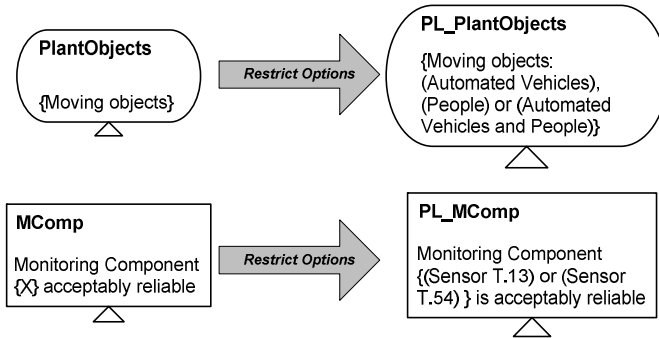 PlantObjects
{Moving objects}
Restrict Options
PL_PlantObjects
{Moving objects:
(Automated Vehicles),
(People) or (Automated
Vehicles and People)}
MComp
Monitoring Component
{X} acceptably reliable
Restrict Options
PL_MComp
Monitoring Component
{(Sensor T.13) or (Sensor
T.54) } is acceptably reliable